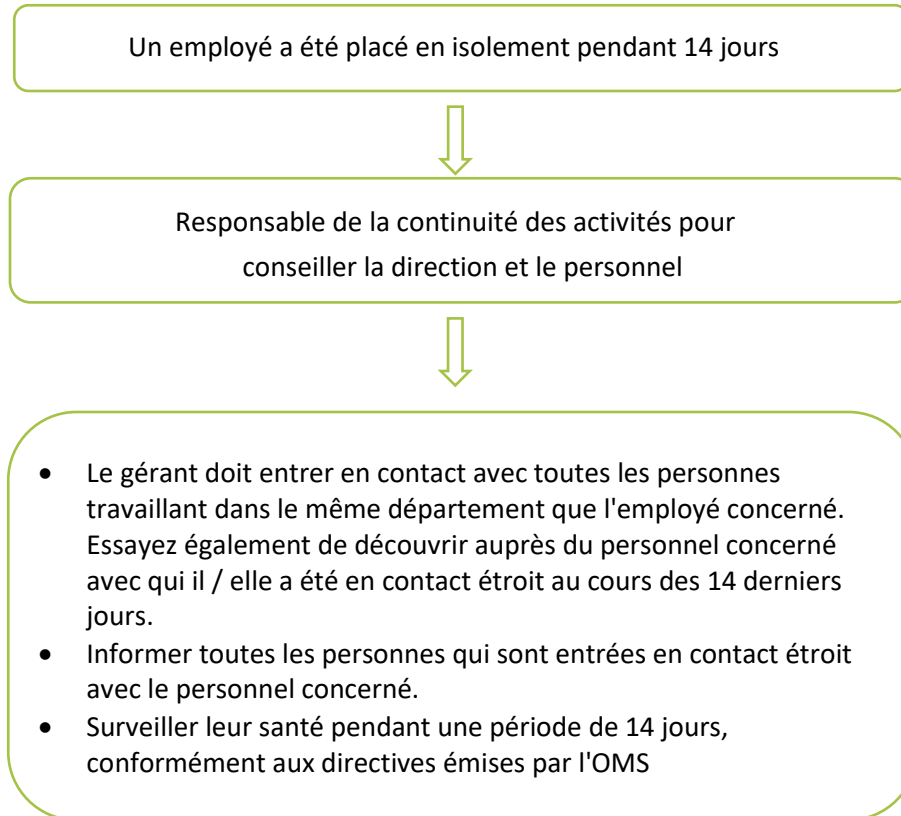 Un employé a été placé en isolement pendant 14 jours
Responsable de la continuité des activités pour
conseiller la direction et le personnel
• Le gérant doit entrer en contact avec toutes les personnes
travaillant dans le même département que l'employé concerné.
Essayez également de découvrir auprès du personnel concerné
avec qui il / elle a été en contact étroit au cours des 14 derniers
jours.
• Informer toutes les personnes qui sont entrées en contact étroit
avec le personnel concerné.
• Surveiller leur santé pendant une période de 14 jours,
conformément aux directives émises par l'OMS